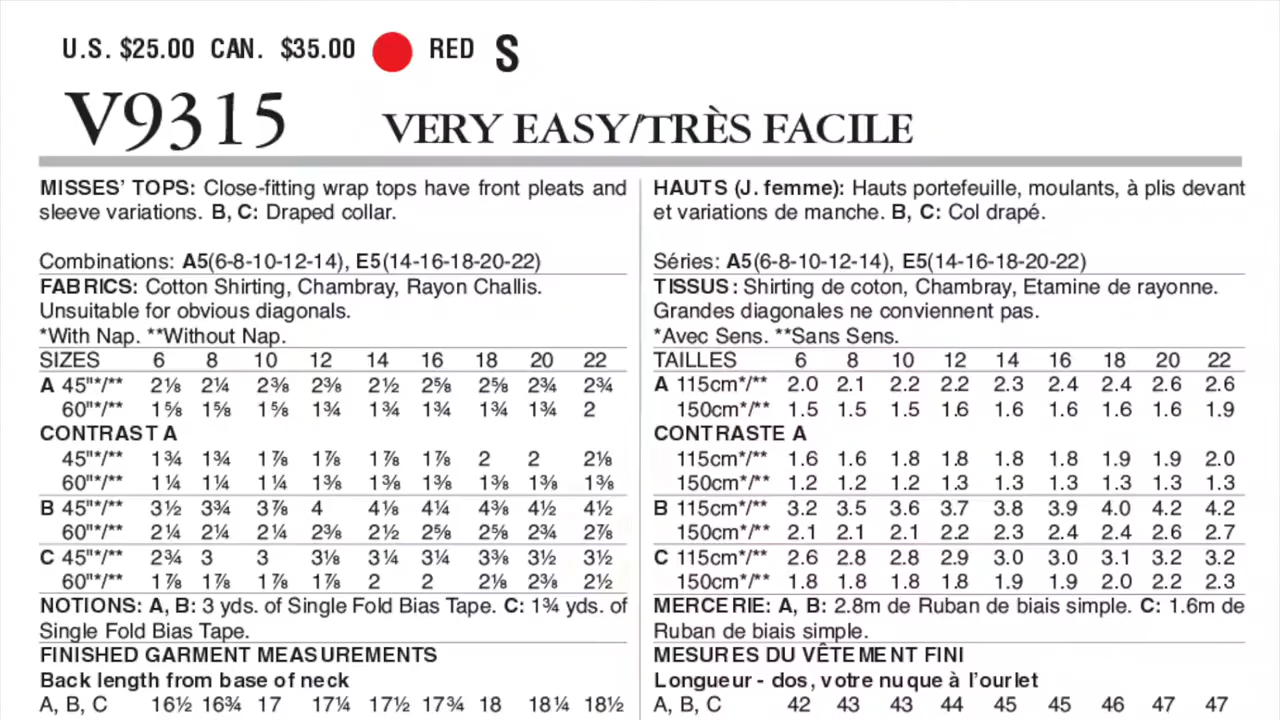 U.S. $25.00 CAN. $35.00 RED S
V9315 VERY EASY/TRÈS FACILE
MISSES' TOPS: Close-fitting wrap tops have front pleats and
sleeve variations. B, C: Draped collar.
Combinations: A5(6-8-10-12-14), E5(14-16-18-20-22)
FABRICS: Cotton Shirting, Chambray, Rayon Challis.
Unsuitable for obvious diagonals.
*With Nap. **Without Nap.
SIZES 6 8 10 12 14 16 18 20 22
A 45"*/** 2⅛ 2¼ 2⅜ 2⅜ 2½ 2⅝ 2⅝ 2¾ 2¾
60"*/** 1⅝ 1⅝ 1⅝ 1¾ 1¾ 1¾ 1¾ 1¾ 2
CONTRAST A
45"*/** 1¾ 1¾ 1⅞ 1⅞ 1⅞ 1⅞ 2 2 2⅛
60"*/** 1¼ 1¼ 1¼ 1⅜ 1⅜ 1⅜ 1⅜ 1⅜ 1⅜
B 45"*/** 3½ 3¾ 3⅞ 4 4⅛ 4¼ 4⅜ 4½ 4½
60"*/** 2¼ 2¼ 2¼ 2⅜ 2½ 2⅝ 2⅝ 2¾ 2⅞
C 45"*/** 2¾ 3 3 3⅛ 3¼ 3¼ 3⅜ 3½ 3½
60"*/** 1⅞ 1⅞ 1⅞ 1⅞ 2 2 2⅛ 2⅜ 2½
NOTIONS: A, B: 3 yds. of Single Fold Bias Tape. C: 1¾ yds. of
Single Fold Bias Tape.
FINISHED GARMENT MEASUREMENTS
Back length from base of neck
A, B, C 16½ 16¾ 17 17¼ 17½ 17¾ 18 18¼ 18½
HAUTS (J. femme): Hauts portefeuille, moulants, à plis devant
et variations de manche. B, C: Col drapé.
Séries: A5(6-8-10-12-14), E5(14-16-18-20-22)
TISSUS: Shirting de coton, Chambray, Etamine de rayonne.
Grandes diagonales ne conviennent pas.
*Avec Sens. **Sans Sens.
TAILLES 6 8 10 12 14 16 18 20 22
A 115cm*/** 2.0 2.1 2.2 2.2 2.3 2.4 2.4 2.6 2.6
150cm*/** 1.5 1.5 1.5 1.6 1.6 1.6 1.6 1.6 1.9
CONTRASTE A
115cm*/** 1.6 1.6 1.8 1.8 1.8 1.8 1.9 1.9 2.0
150cm*/** 1.2 1.2 1.2 1.3 1.3 1.3 1.3 1.3 1.3
B 115cm*/** 3.2 3.5 3.6 3.7 3.8 3.9 4.0 4.2 4.2
150cm*/** 2.1 2.1 2.1 2.2 2.3 2.4 2.4 2.6 2.7
C 115cm*/** 2.6 2.8 2.8 2.9 3.0 3.0 3.1 3.2 3.2
150cm*/** 1.8 1.8 1.8 1.8 1.9 1.9 2.0 2.2 2.3
MERCERIE: A, B: 2.8m de Ruban de biais simple. C: 1.6m de
Ruban de biais simple.
MESURES DU VÊTEMENT FINI
Longueur - dos, votre nuque à l'ourlet
A, B, C 42 43 43 44 45 45 46 47 47